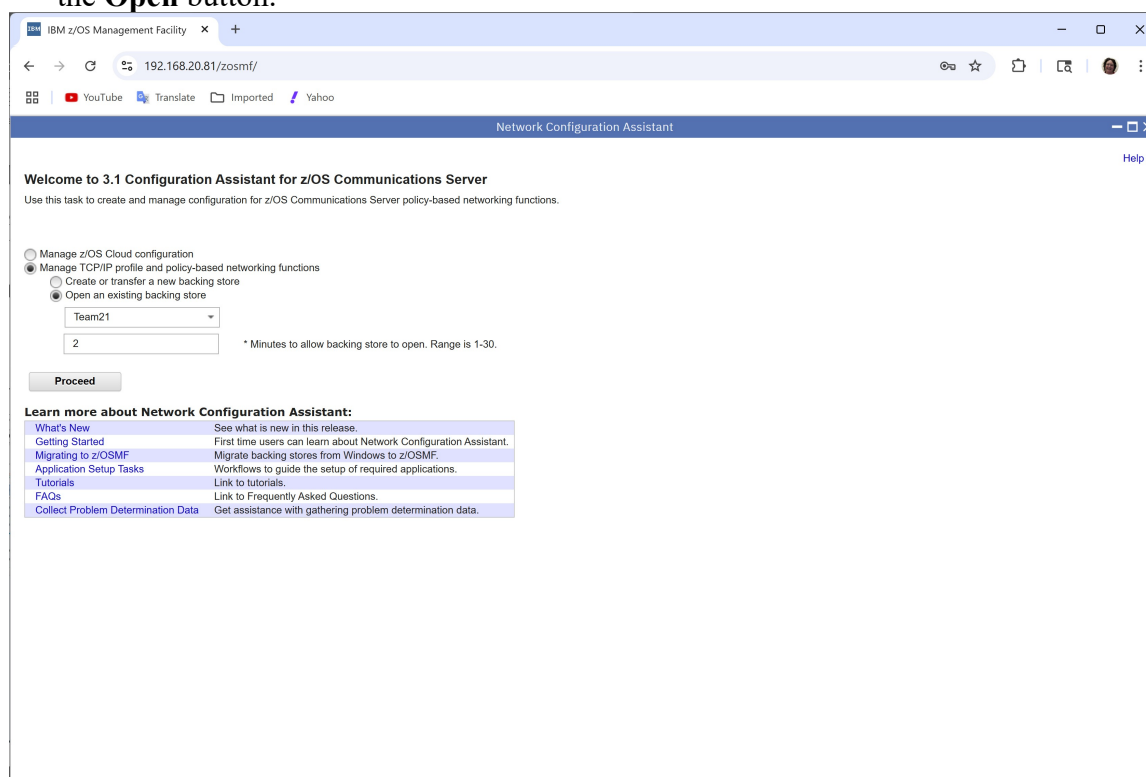 the Open button.
IBM IBM z/OS Management Facility
192.168.20.81/zosmf/
YouTube Translate Imported Yahoo
Network Configuration Assistant
Help
Welcome to 3.1 Configuration Assistant for z/OS Communications Server
Use this task to create and manage configuration for z/OS Communications Server policy-based networking functions.
Manage z/OS Cloud configuration
Manage TCP/IP profile and policy-based networking functions
Create or transfer a new backing store
Open an existing backing store
Team21
2 * Minutes to allow backing store to open. Range is 1-30.
Proceed
Learn more about Network Configuration Assistant:
What's New See what is new in this release.
Getting Started First time users can learn about Network Configuration Assistant.
Migrating to z/OSMF Migrate backing stores from Windows to z/OSMF.
Application Setup Tasks Workflows to guide the setup of required applications.
Tutorials Link to tutorials.
FAQs Link to Frequently Asked Questions.
Collect Problem Determination Data Get assistance with gathering problem determination data.